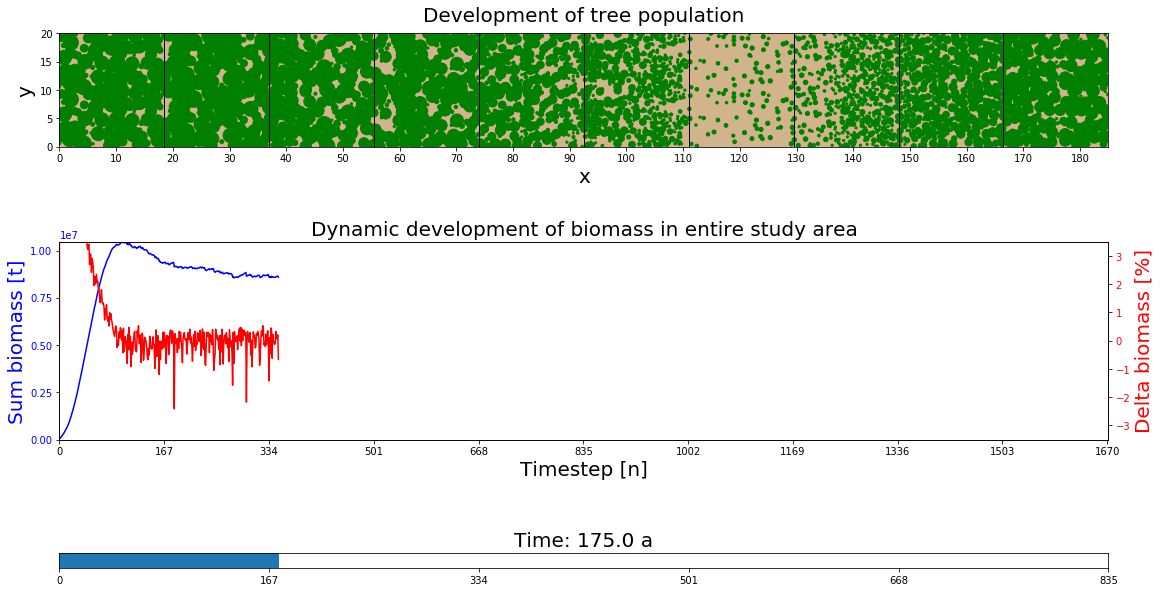 Development of tree population
y
20
15
10
5
0
0 10 20 30 40 50 60 70 80 90 100 110 120 130 140 150 160 170 180
x
Dynamic development of biomass in entire study area
1e7
Sum biomass [t]
1.00
0.75
0.50
0.25
0.00
3
2
1
0
−1
−2
−3
Delta biomass [%]
0 167 334 501 668 835 1002 1169 1336 1503 1670
Timestep [n]
Time: 175.0 a
0 167 334 501 668 835